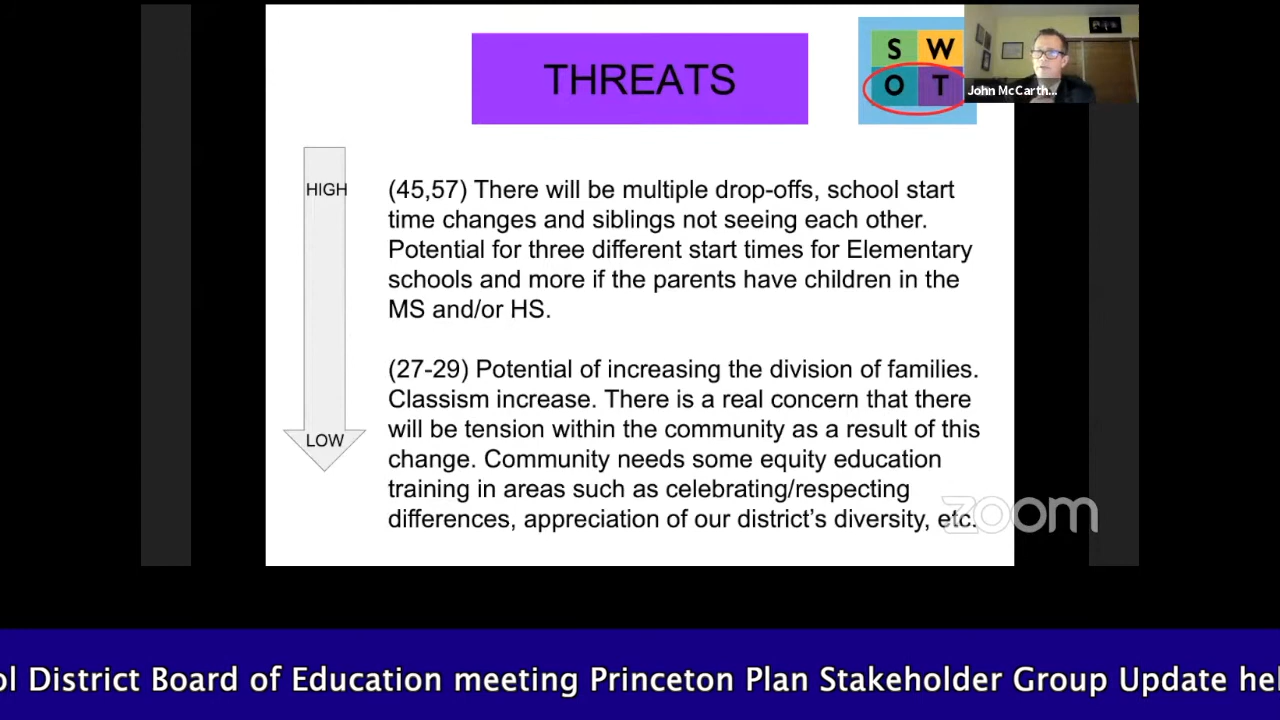 THREATS
S W
O T
John McCarth...
HIGH
LOW
(45,57) There will be multiple drop-offs, school start
time changes and siblings not seeing each other.
Potential for three different start times for Elementary
schools and more if the parents have children in the
MS and/or HS.
(27-29) Potential of increasing the division of families.
Classism increase. There is a real concern that there
will be tension within the community as a result of this
change. Community needs some equity education
training in areas such as celebrating/respecting
differences, appreciation of our district's diversity, etc.
zoom
ol District Board of Education meeting Princeton Plan Stakeholder Group Update hel